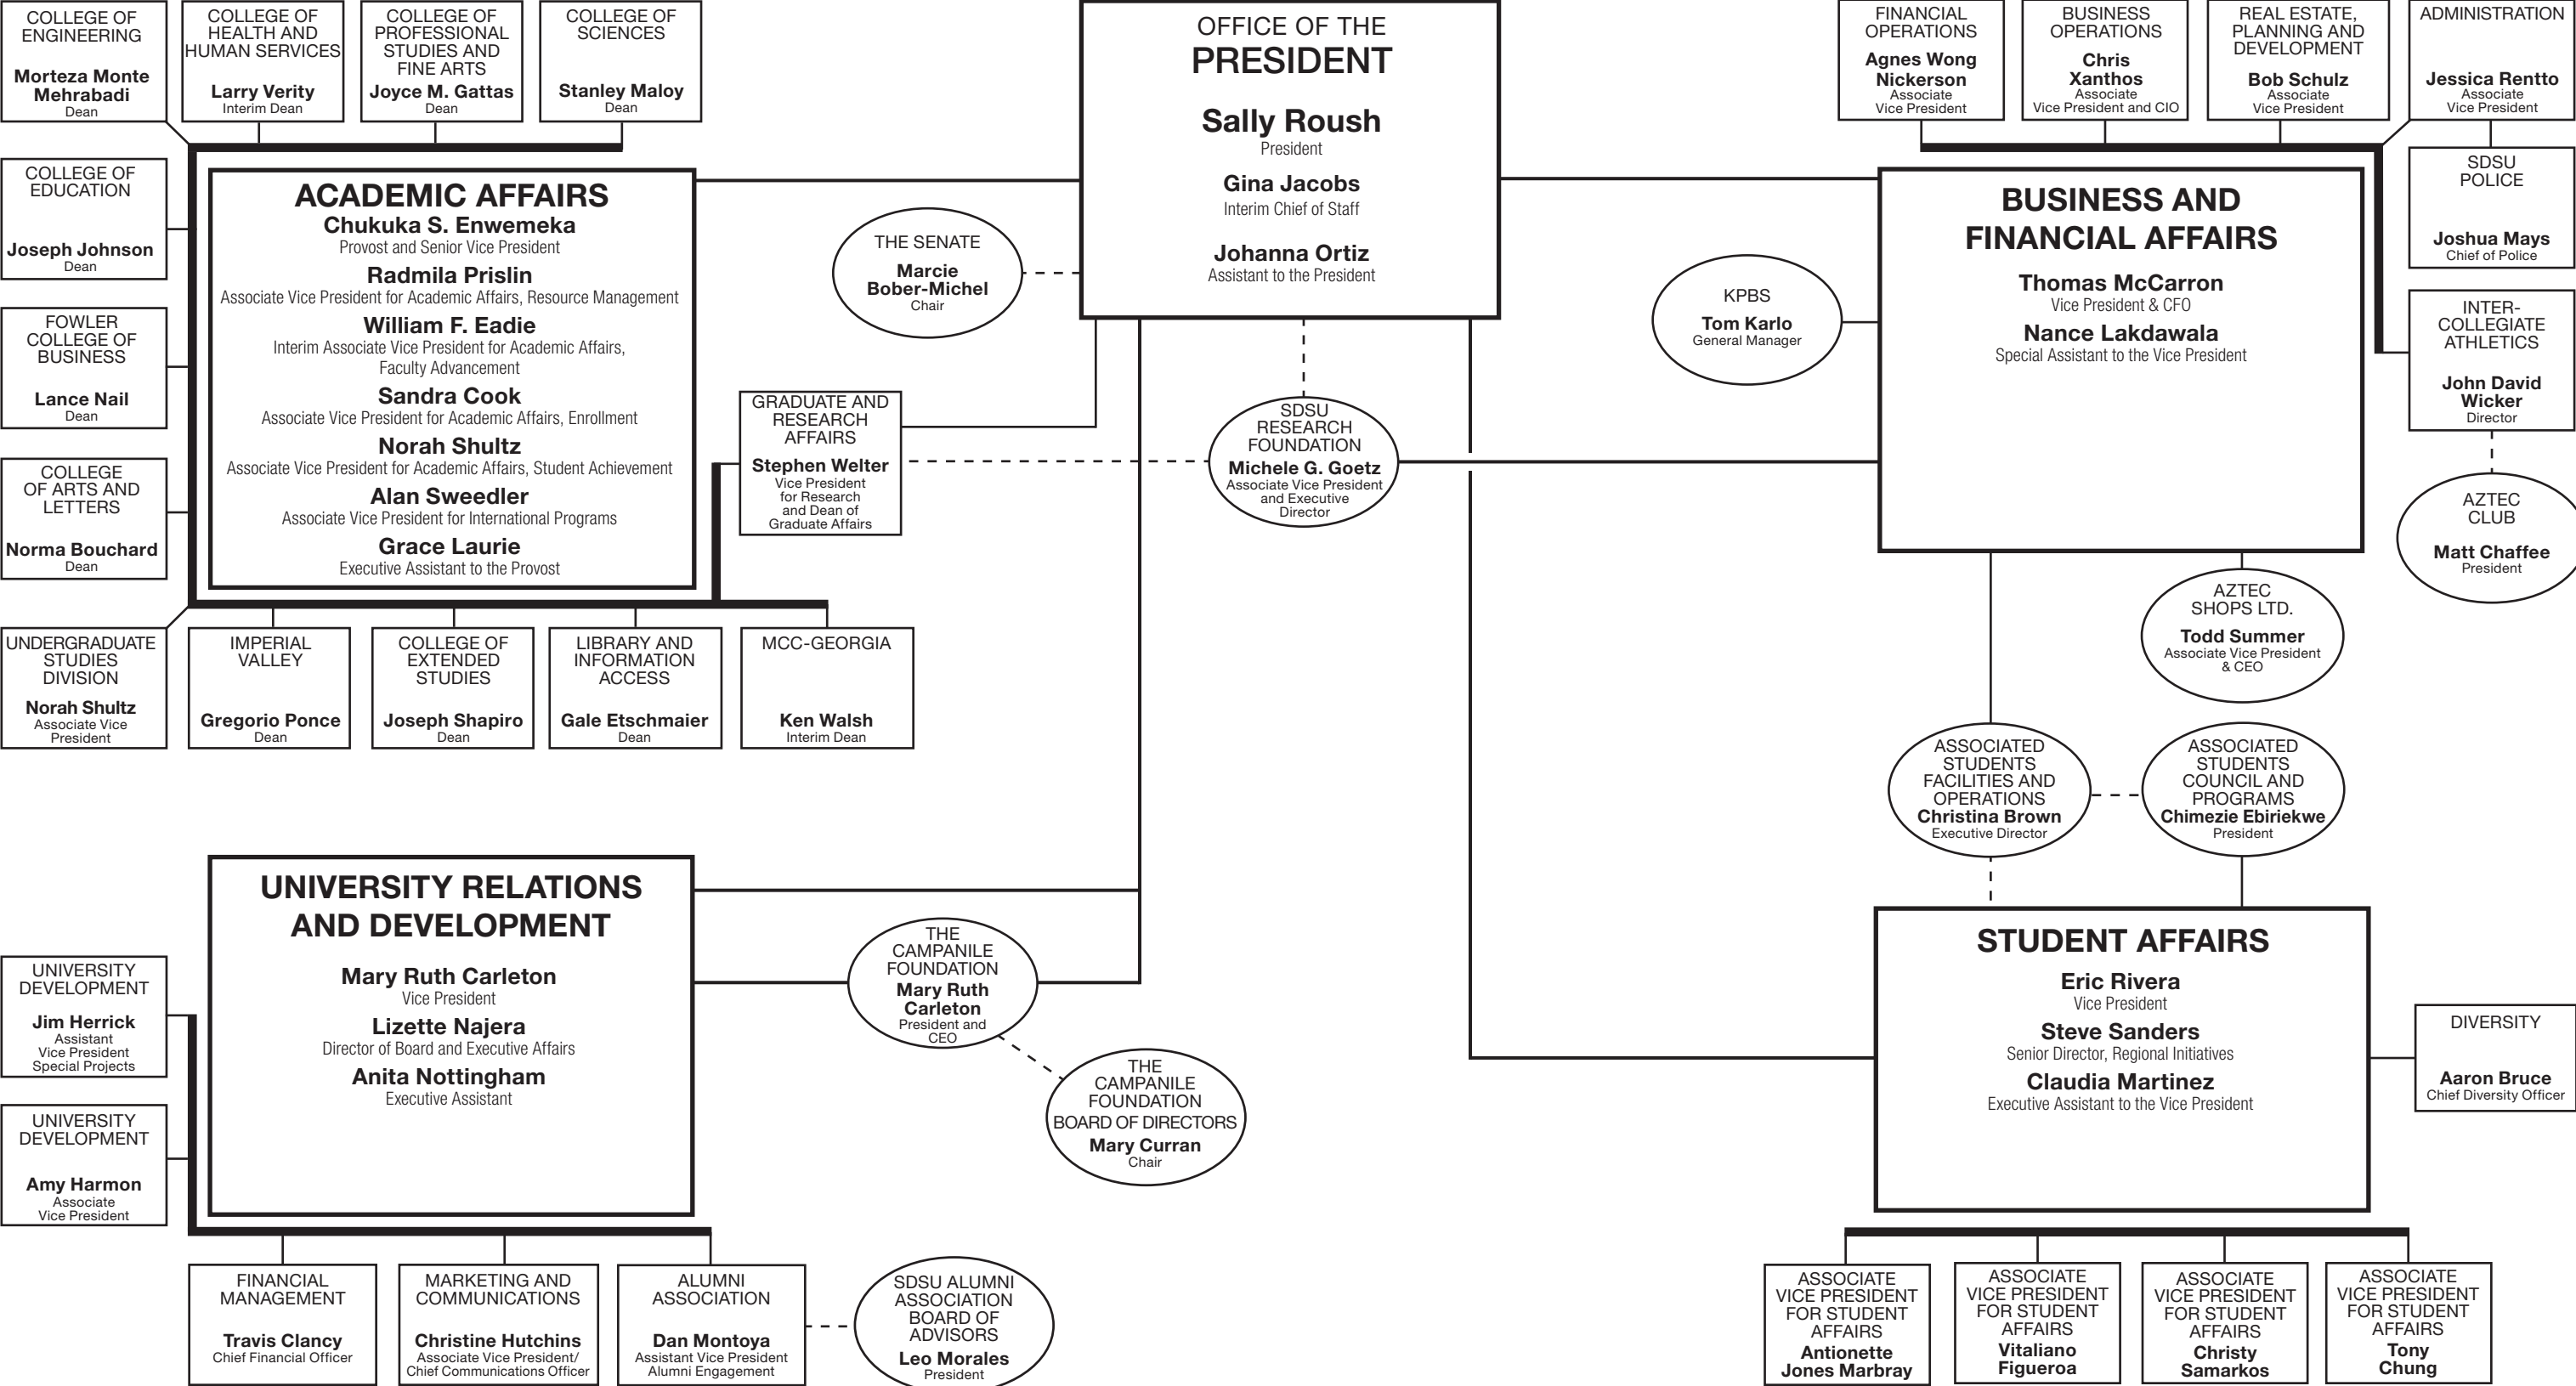 COLLEGE OF
ENGINEERING
Morteza Monte
Mehrabadi
Dean
COLLEGE OF
HEALTH AND
HUMAN SERVICES
Larry Verity
Interim Dean
COLLEGE OF
PROFESSIONAL
STUDIES AND
FINE ARTS
Joyce M. Gattas
Dean
COLLEGE OF
SCIENCES
Stanley Maloy
Dean
OFFICE OF THE
PRESIDENT
Sally Roush
President
Gina Jacobs
Interim Chief of Staff
Johanna Ortiz
Assistant to the President
FINANCIAL
OPERATIONS
Agnes Wong
Nickerson
Associate
Vice President
BUSINESS
OPERATIONS
Chris
Xanthos
Associate
Vice President and CIO
REAL ESTATE,
PLANNING AND
DEVELOPMENT
Bob Schulz
Associate
Vice President
ADMINISTRATION
Jessica Rentto
Associate
Vice President
COLLEGE OF
EDUCATION
Joseph Johnson
Dean
FOWLER
COLLEGE OF
BUSINESS
Lance Nail
Dean
COLLEGE
OF ARTS AND
LETTERS
Norma Bouchard
Dean
ACADEMIC AFFAIRS
Chukuka S. Enwemeka
Provost and Senior Vice President
Radmila Prislin
Associate Vice President for Academic Affairs, Resource Management
William F. Eadie
Interim Associate Vice President for Academic Affairs,
Faculty Advancement
Sandra Cook
Associate Vice President for Academic Affairs, Enrollment
Norah Shultz
Associate Vice President for Academic Affairs, Student Achievement
Alan Sweedler
Associate Vice President for International Programs
Grace Laurie
Executive Assistant to the Provost
THE SENATE
Marcie
Bober-Michel
Chair
GRADUATE AND
RESEARCH
AFFAIRS
Stephen Welter
Vice President
for Research
and Dean of
Graduate Affairs
SDSU
RESEARCH
FOUNDATION
Michele G. Goetz
Associate Vice President
and Executive
Director
KPBS
Tom Karlo
General Manager
BUSINESS AND
FINANCIAL AFFAIRS
Thomas McCarron
Vice President & CFO
Nance Lakdawala
Special Assistant to the Vice President
SDSU
POLICE
Joshua Mays
Chief of Police
INTER-
COLLEGIATE
ATHLETICS
John David
Wicker
Director
AZTEC
CLUB
Matt Chaffee
President
AZTEC
SHOPS LTD.
Todd Summer
Associate Vice President
& CEO
UNDERGRADUATE
STUDIES
DIVISION
Norah Shultz
Associate Vice
President
IMPERIAL
VALLEY
Gregorio Ponce
Dean
COLLEGE OF
EXTENDED
STUDIES
Joseph Shapiro
Dean
LIBRARY AND
INFORMATION
ACCESS
Gale Etschmaier
Dean
MCC-GEORGIA
Ken Walsh
Interim Dean
ASSOCIATED
STUDENTS
FACILITIES AND
OPERATIONS
Christina Brown
Executive Director
ASSOCIATED
STUDENTS
COUNCIL AND
PROGRAMS
Chimezie Ebiriekwe
President
UNIVERSITY RELATIONS
AND DEVELOPMENT
Mary Ruth Carleton
Vice President
Lizette Najera
Director of Board and Executive Affairs
Anita Nottingham
Executive Assistant
UNIVERSITY
DEVELOPMENT
Jim Herrick
Assistant
Vice President
Special Projects
UNIVERSITY
DEVELOPMENT
Amy Harmon
Associate
Vice President
THE
CAMPANILE
FOUNDATION
Mary Ruth
Carleton
President and
CEO
THE
CAMPANILE
FOUNDATION
BOARD OF DIRECTORS
Mary Curran
Chair
STUDENT AFFAIRS
Eric Rivera
Vice President
Steve Sanders
Senior Director, Regional Initiatives
Claudia Martinez
Executive Assistant to the Vice President
DIVERSITY
Aaron Bruce
Chief Diversity Officer
FINANCIAL
MANAGEMENT
Travis Clancy
Chief Financial Officer
MARKETING AND
COMMUNICATIONS
Christine Hutchins
Associate Vice President/
Chief Communications Officer
ALUMNI
ASSOCIATION
Dan Montoya
Assistant Vice President
Alumni Engagement
SDSU ALUMNI
ASSOCIATION
BOARD OF
ADVISORS
Leo Morales
President
ASSOCIATE
VICE PRESIDENT
FOR STUDENT
AFFAIRS
Antionette
Jones Marbray
ASSOCIATE
VICE PRESIDENT
FOR STUDENT
AFFAIRS
Vitaliano
Figueroa
ASSOCIATE
VICE PRESIDENT
FOR STUDENT
AFFAIRS
Christy
Samarkos
ASSOCIATE
VICE PRESIDENT
FOR STUDENT
AFFAIRS
Tony
Chung